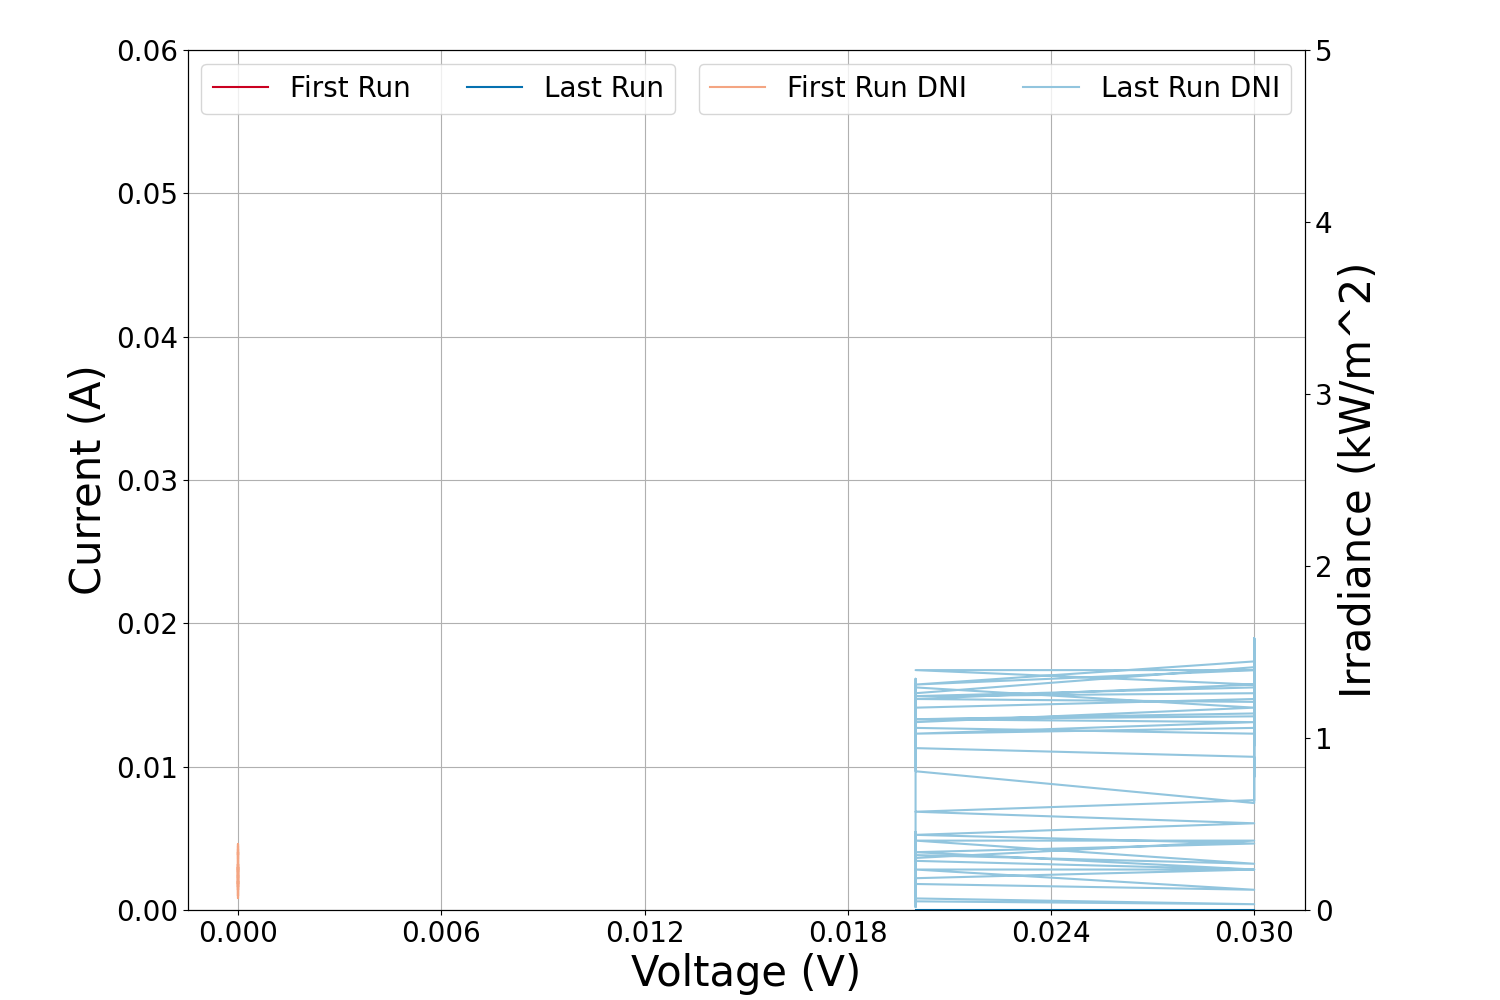 0.06
0.05
0.04
0.03
0.02
0.01
0.00
Current (A)
First Run
Last Run
First Run DNI
Last Run DNI
5
4
3
2
1
0
Irradiance (kW/m^2)
0.000
0.006
0.012
0.018
0.024
0.030
Voltage (V)